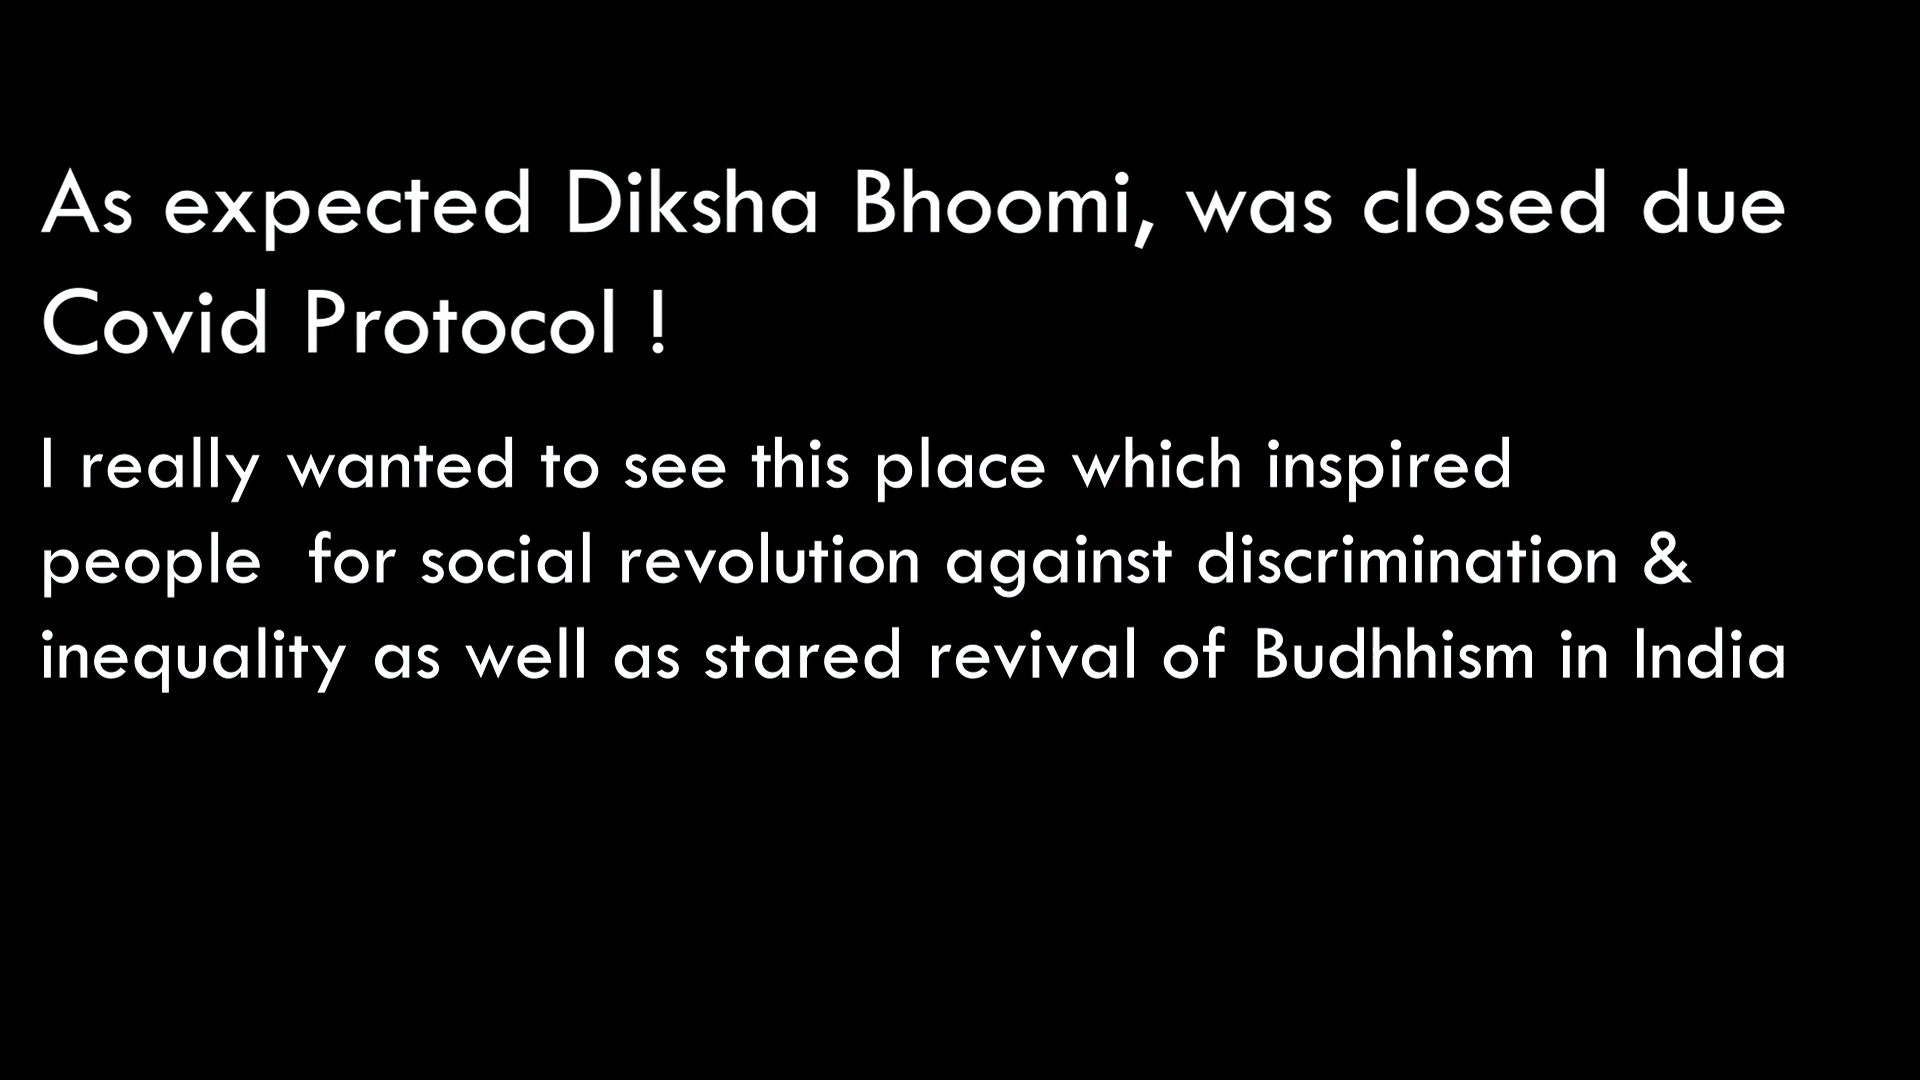 As expected Diksha Bhoomi, was closed due
Covid Protocol !
I really wanted to see this place which inspired
people  for social revolution against discrimination &
inequality as well as stared revival of Budhhism in India